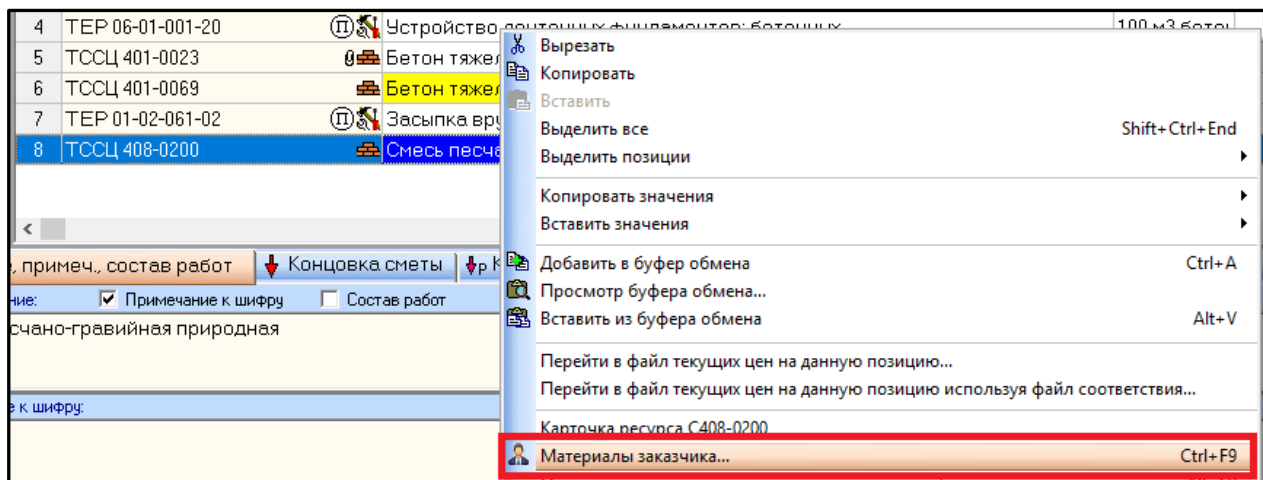 4 ТЕР 06-01-001-20 П Устройство ленточных фундаментов: бетонных 100 м3 бетон
5 ТССЦ 401-0023 Бетон тяжел
6 ТССЦ 401-0069 Бетон тяжел
7 ТЕР 01-02-061-02 П Засыпка вру
8 ТССЦ 408-0200 Смесь песча
Вырезать
Копировать
Вставить
Выделить все Shift+Ctrl+End
Выделить позиции
Копировать значения
Вставить значения
Добавить в буфер обмена Ctrl+A
Просмотр буфера обмена...
Вставить из буфера обмена Alt+V
Перейти в файл текущих цен на данную позицию...
Перейти в файл текущих цен на данную позицию используя файл соответствия...
Карточка ресурса С408-0200
Материалы заказчика... Ctrl+F9
, примеч., состав работ Концовка сметы р К
ние: Примечание к шифру Состав работ
счано-гравийная природная
е к шифру: